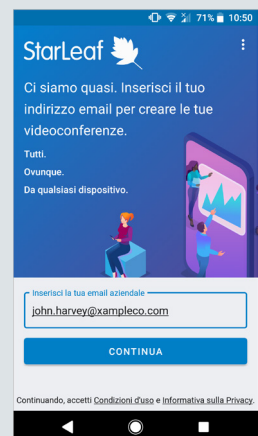 71% 10:50
StarLeaf
Ci siamo quasi. Inserisci il tuo
indirizzo email per creare le tue
videoconferenze.
Tutti.
Ovunque.
Da qualsiasi dispositivo.
Inserisci la tua email aziendale
john.harvey@xampleco.com
CONTINUA
Continuando, accetti Condizioni d'uso e Informativa sulla Privacy.